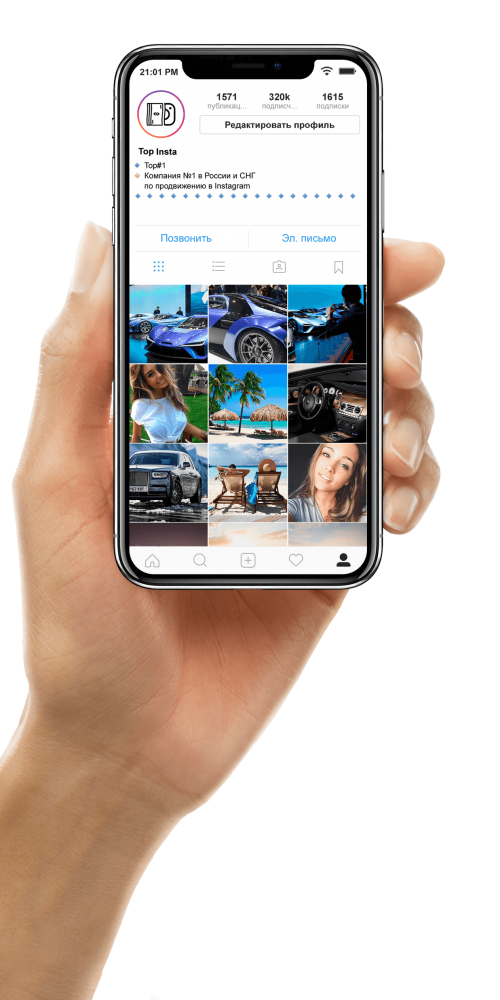 21:01 PM
1571 320k 1615
публикац... подписч... подписки
Редактировать профиль
Top Insta
Top#1
Компания №1 в России и СНГ
по продвижению в Instagram
Позвонить Эл. письмо